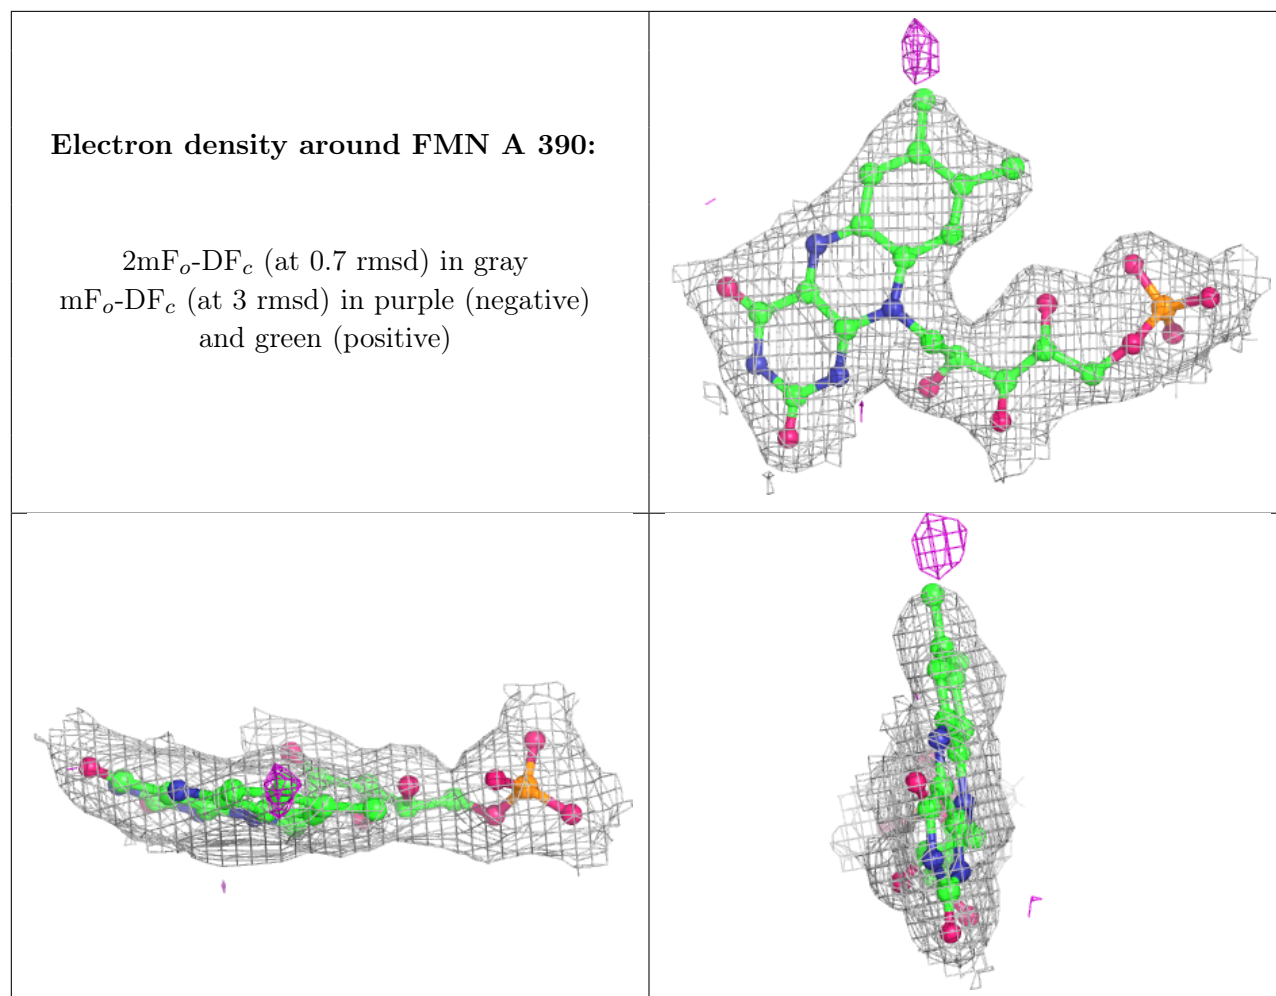 Electron density around FMN A 390:
2mFo-DFc (at 0.7 rmsd) in gray
mFo-DFc (at 3 rmsd) in purple (negative)
and green (positive)